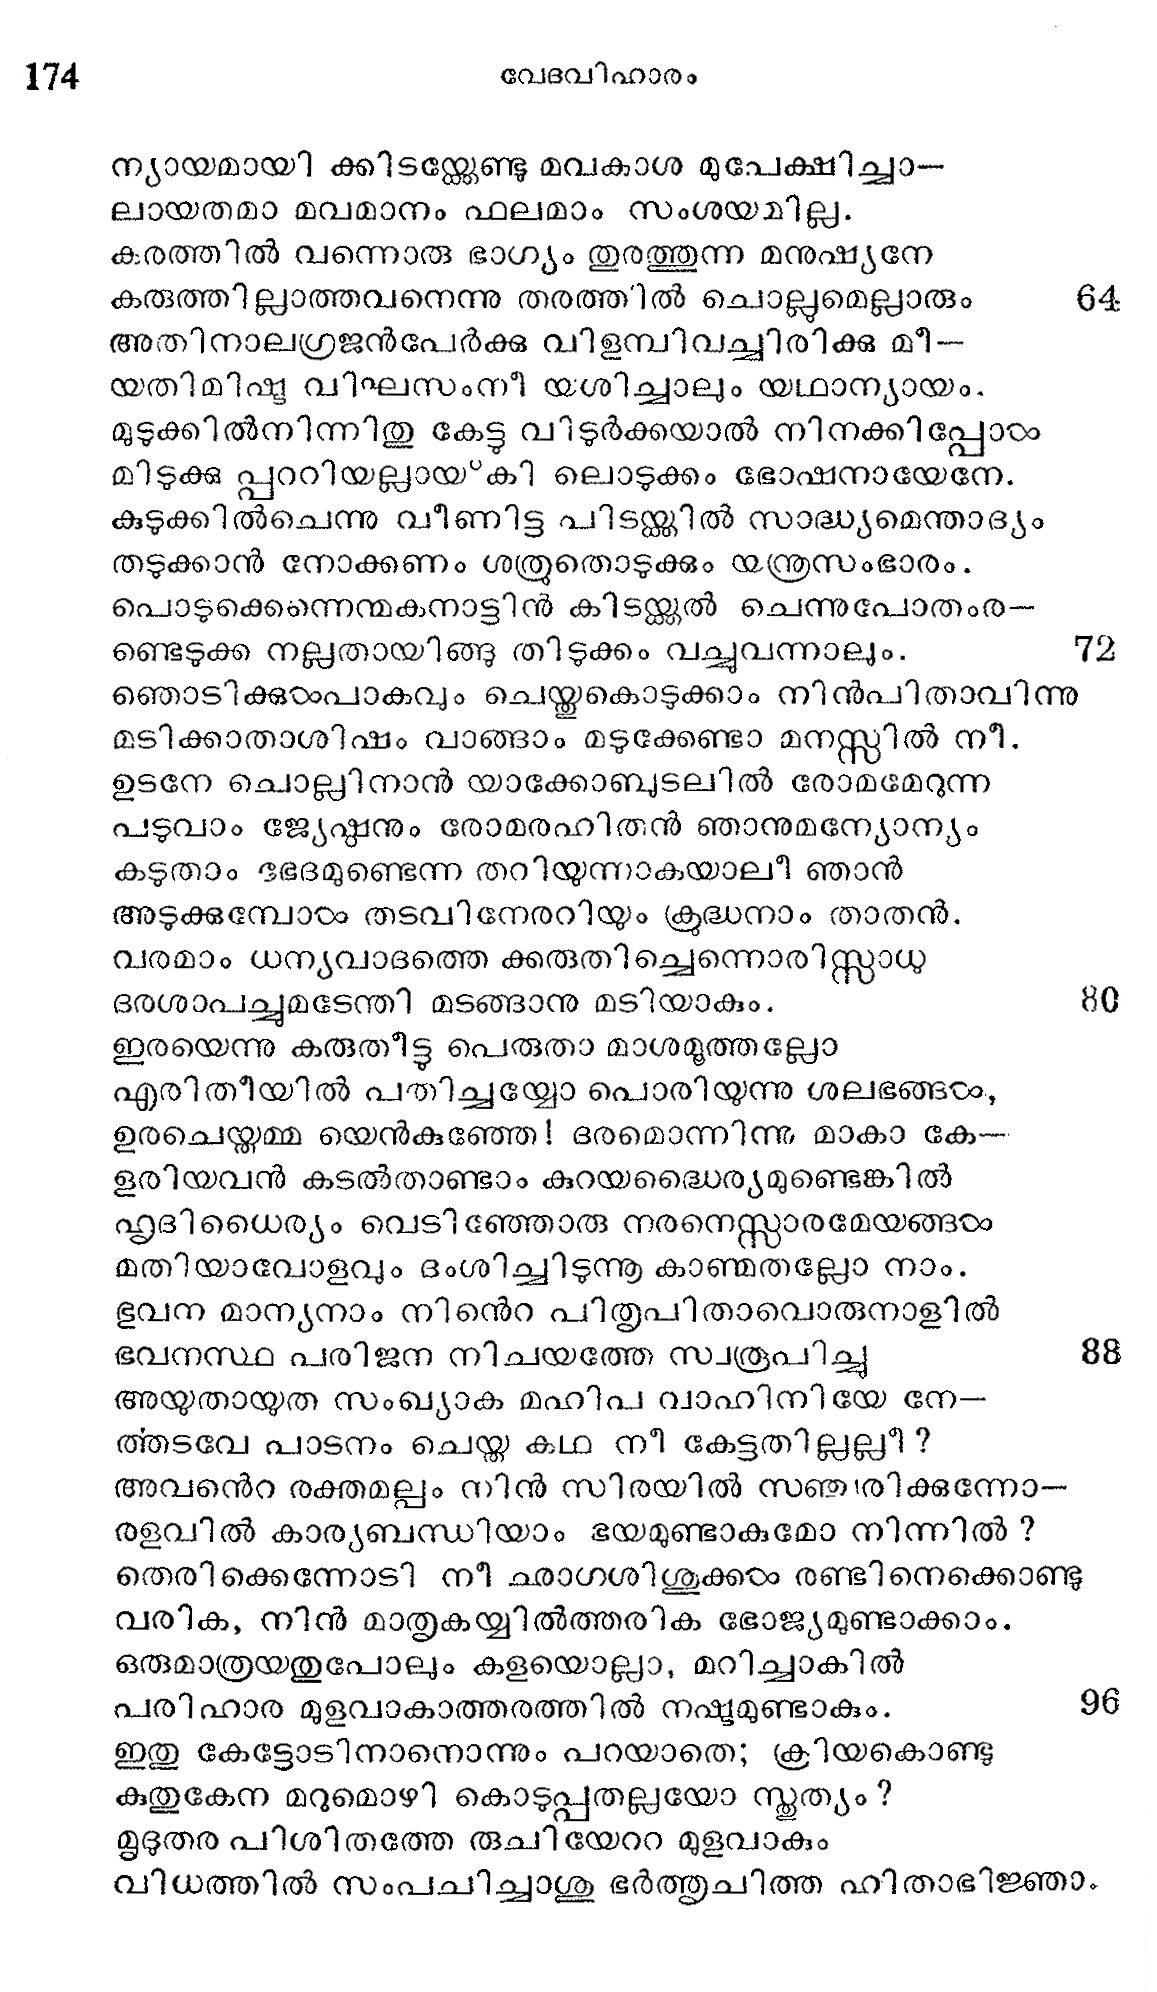 174
വേദവിഹാരം
ന്യായമായി ക്കിടയ്ക്കേണ്ടു മവകാശ മുപേക്ഷിച്ചാ—
ലായതമാ മവമാനം ഫലമാം സംശയമില്ല.
കരത്തിൽ വന്നൊരു ഭാഗ്യം തുരത്തുന്ന മനുഷ്യനേ
കരുത്തില്ലാത്തവനെന്നു തരത്തിൽ ചൊല്ലുമെല്ലാരും
64
അതിനാലഗ്രജൻപേർക്കു വിളമ്പിവച്ചിരിക്കു മീ—
യതിമിഷ്ട വിഘസംനീ യശിച്ചാലും യഥാന്യായം.
മുടുക്കിൽനിന്നിതു കേട്ടു വിടുർക്കയാൽ നിനക്കിപ്പോൾ
മിടുക്കു പ്പററിയല്ലായ്കി ലൊടുക്കം ഭോഷനായേനേ.
കുടുക്കിൽചെന്നു വീണിട്ട പിടയ്ക്കിൽ സാദ്ധ്യമെന്താദ്യം
തടുക്കാൻ നോക്കണം ശത്രുതൊടുക്കും യന്ത്രസംഭാരം.
പൊടുക്കെന്നെന്മകനാട്ടിൻ കിടയ്ക്കൽ ചെന്നുപോതംര—
ണ്ടെടുക്ക നല്ലതായിങ്ങു തിടുക്കം വച്ചുവന്നാലും.
72
ഞൊടിക്കുൾപാകവും ചെയ്തുകൊടുക്കാം നിൻപിതാവിന്നു
മടിക്കാതാശിഷം വാങ്ങാം മടുക്കേണ്ടാ മനസ്സിൽ നീ.
ഉടനേ ചൊല്ലിനാൻ യാക്കോബുടലിൽ രോമമേറുന്ന
പടുവാം ജ്യേഷ്ഠനും രോമരഹിതൻ ഞാനുമന്യോന്യം
കടുതാം ഭേദമുണ്ടെന്ന തറിയുന്നാകയാലീ ഞാൻ
അടുക്കുമ്പോൾ തടവിനേരറിയും ക്രുദ്ധനാം താതൻ.
വരമാം ധന്യവാദത്തെ ക്കരുതിച്ചെന്നൊരിസ്സാധു
ദരശാപച്ചുമടേന്തി മടങ്ങാനു മടിയാകും.
80
ഇരയെന്നു കരുതീട്ടു പെരുതാ മാശമൂത്തല്ലോ
എരിതീയിൽ പതിച്ചയ്യോ പൊരിയുന്നു ശലഭങ്ങൾ,
ഉരചെയ്തമ്മ യെൻകുഞ്ഞേ! ദരമൊന്നിന്നു മാകാ കേ—
ളരിയവൻ കടൽതാണ്ടാം കുറയദ്ധൈര്യമുണ്ടെങ്കിൽ
ഹൃദിധൈര്യം വെടിഞ്ഞോരു നരനെസ്സാരമേയങ്ങൾ
മതിയാവോളവും ദംശിച്ചിടുന്നൂ കാണ്മതല്ലോ നാം.
ഭുവന മാന്യനാം നിൻെറ പിതൃപിതാവൊരുനാളിൽ
ഭവനസ്ഥ പരിജന നിചയത്തേ സ്വരൂപിച്ചു
88
അയുതായുത സംഖ്യാക മഹിപ വാഹിനിയേ നേ—
ർത്തടവേ പാടനം ചെയ്ത കഥ നീ കേട്ടതില്ലല്ലീ?
അവൻെറ രക്തമല്പം നിൻ സിരയിൽ സഞ്ചരിക്കുന്നോ—
രളവിൽ കാര്യബന്ധിയാം ഭയമുണ്ടാകുമോ നിന്നിൽ?
തെരിക്കെന്നോടി നീ ഛാഗശിശുക്കൾ രണ്ടിനെക്കൊണ്ടു
വരിക, നിൻ മാതൃകയ്യിൽത്തരിക ഭോജ്യമുണ്ടാക്കാം.
ഒരുമാത്രയതുപോലും കളയൊല്ലാ, മറിച്ചാകിൽ
പരിഹാര മുളവാകാത്തരത്തിൽ നഷ്ടമുണ്ടാകും.
96
ഇതു കേട്ടോടിനാനൊന്നും പറയാതെ; ക്രിയകൊണ്ടു
കുതുകേന മറുമൊഴി കൊടുപ്പതല്ലയോ സ്തുത്യം?
മൃദുതര പിശിതത്തേ രുചിയേററ മുളവാകും
വിധത്തിൽ സംപചിച്ചാശു ഭർത്തൃചിത്ത ഹിതാഭിജ്ഞാ.